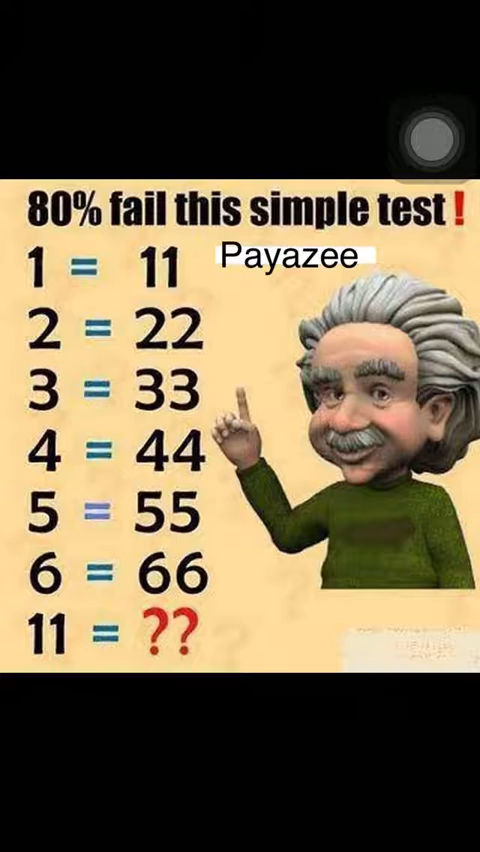 80% fail this simple test!
Payazee
1 = 11
2 = 22
3 = 33
4 = 44
5 = 55
6 = 66
11 = ??